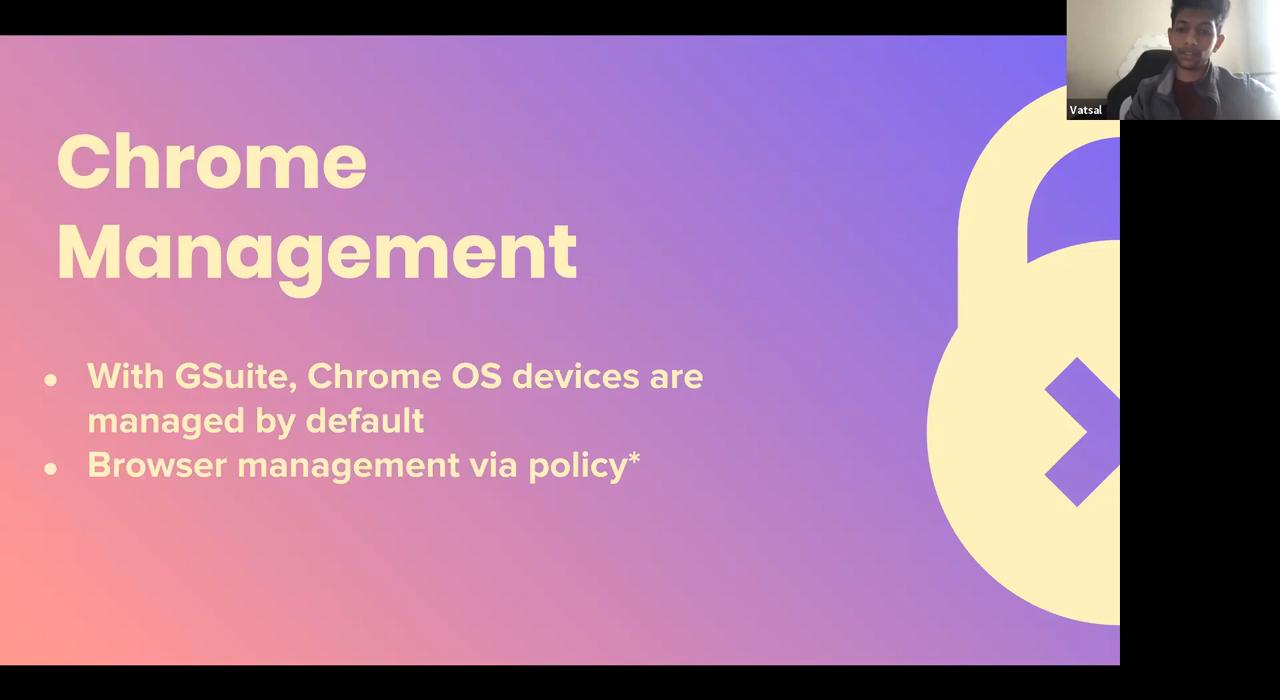 Vatsal
Chrome
Management
● With GSuite, Chrome OS devices are
managed by default
● Browser management via policy*